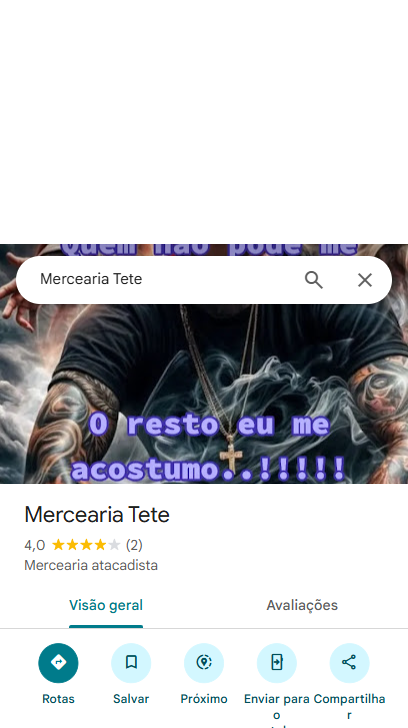 Quem não pode me
Mercearia Tete
O resto eu me
acostumo..!!!!!
Mercearia Tete
4,0 (2)
Mercearia atacadista
Visão geral
Avaliações
Rotas
Salvar
Próximo
Enviar para o
Compartilhar